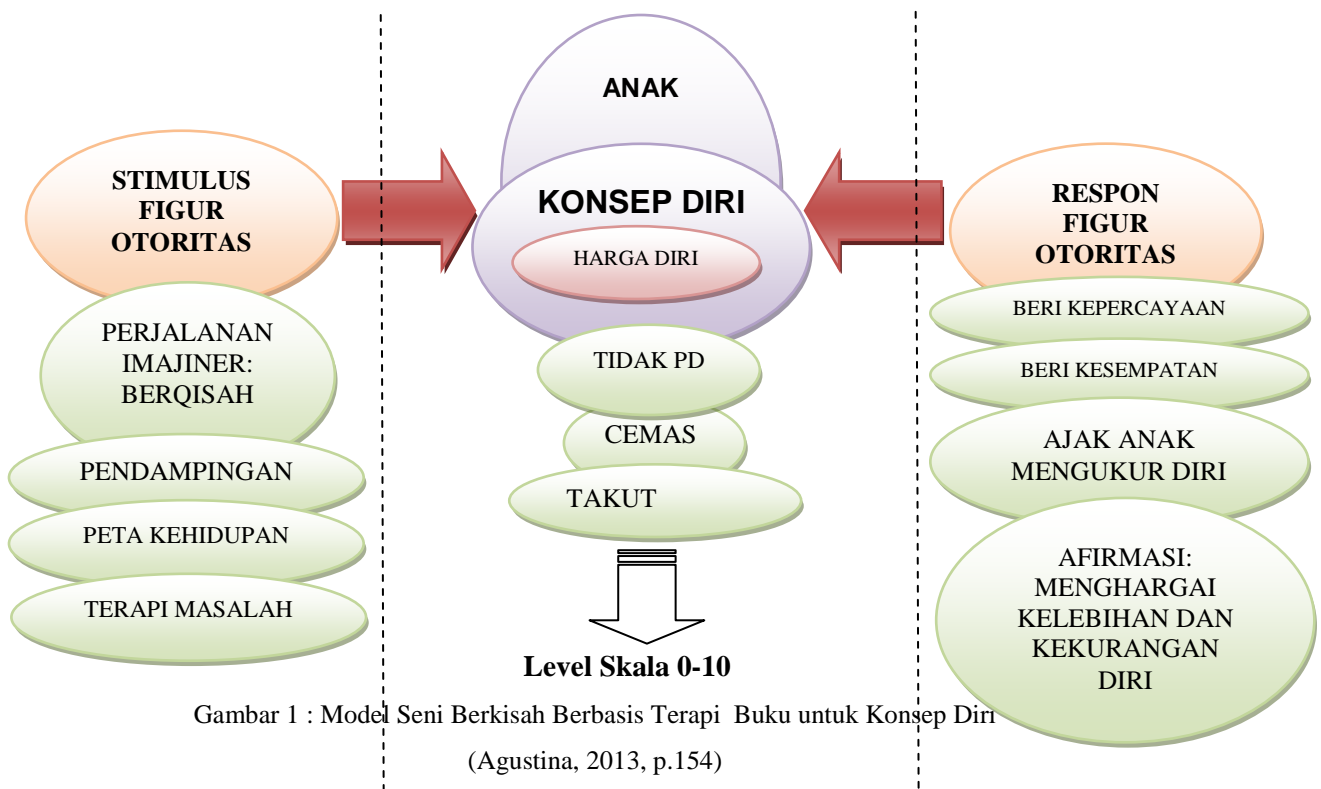 STIMULUS
FIGUR
OTORITAS
PERJALANAN
IMAJINER:
BERQISAH
PENDAMPINGAN
PETA KEHIDUPAN
TERAPI MASALAH
ANAK
KONSEP DIRI
HARGA DIRI
TIDAK PD
CEMAS
TAKUT
Level Skala 0-10
RESPON
FIGUR
OTORITAS
BERI KEPERCAYAAN
BERI KESEMPATAN
AJAK ANAK
MENGUKUR DIRI
AFIRMASI:
MENGHARGAI
KELEBIHAN DAN
KEKURANGAN
DIRI
Gambar 1 : Model Seni Berkisah Berbasis Terapi Buku untuk Konsep Diri
(Agustina, 2013, p.154)